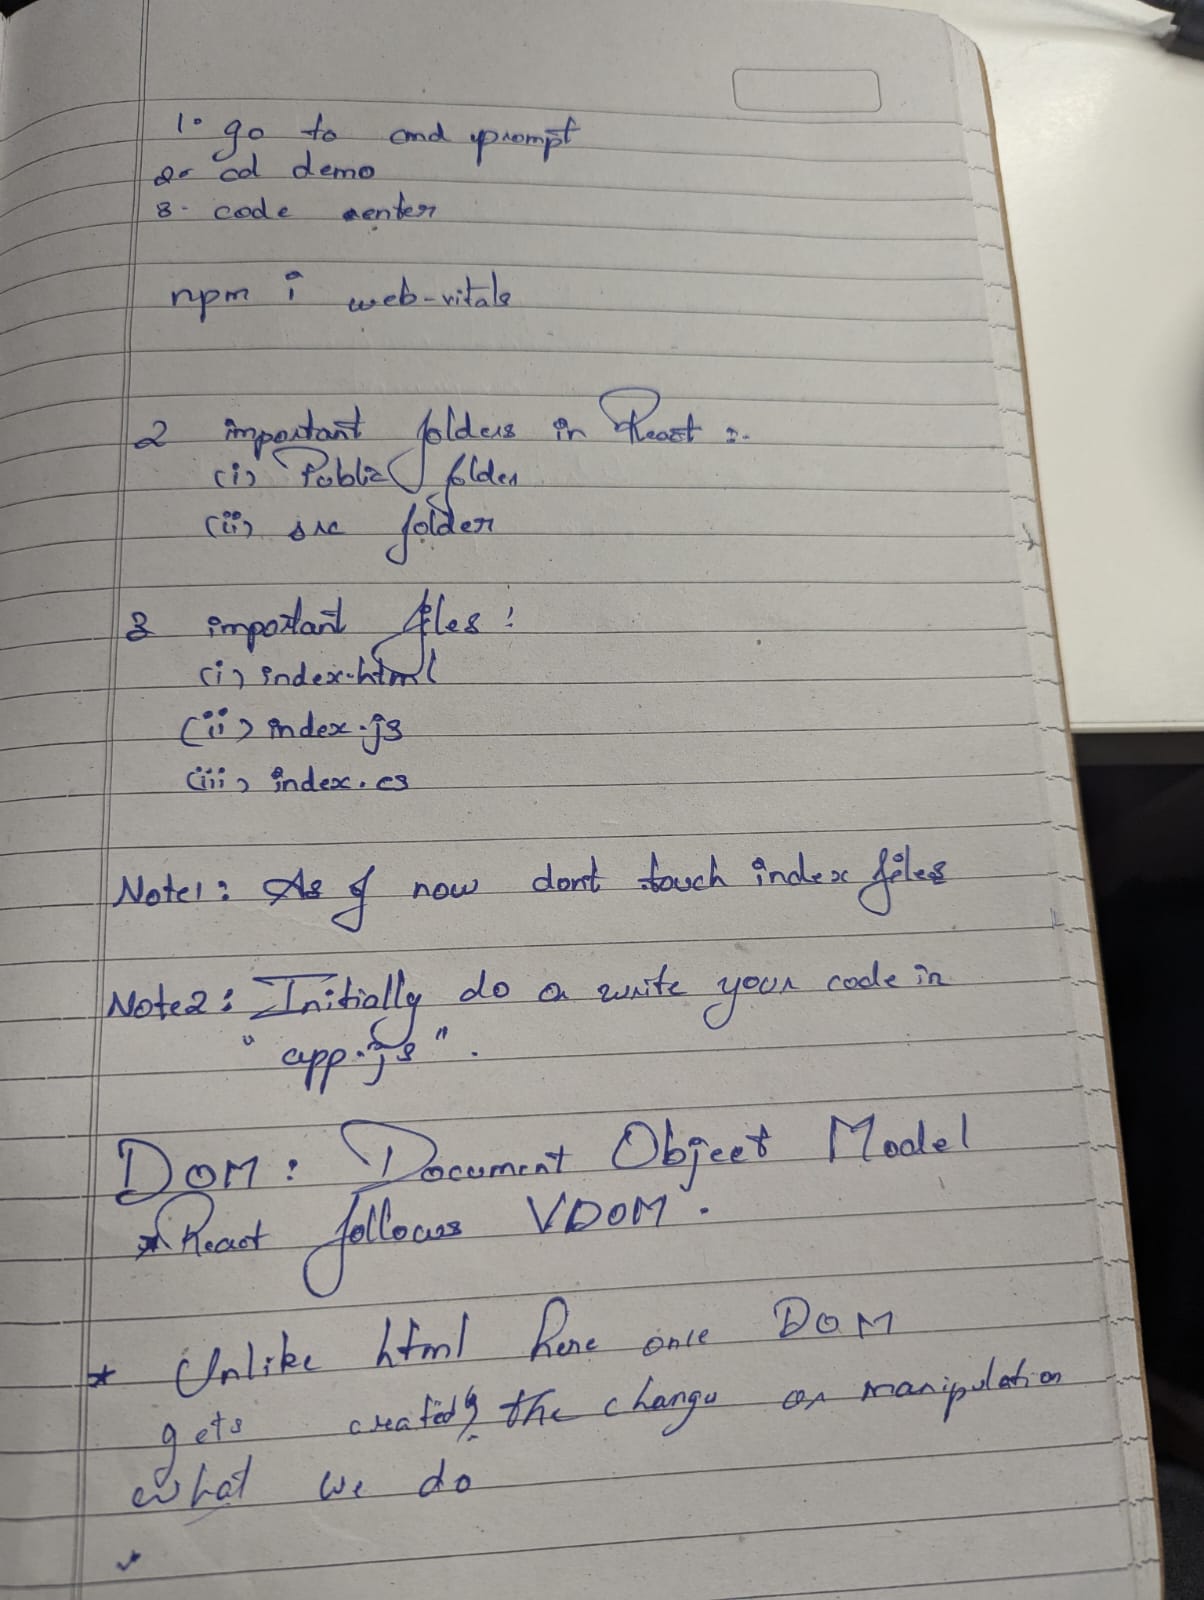 1. go to cmd prompt
2. cd demo
3. code enter
npm i web-vitals
2 important folders in React :-
(i) Public folder
(ii) src folder
3 important files :
(i) index.html
(ii) index.js
(iii) index.cs
Note1: As of now dont touch index files
Note2: Initially do or write your code in
"app.js".
DOM: Document Object Model
* React follows VDOM.
* Unlike html here once DOM
gets created, the change or manipulation
what we do